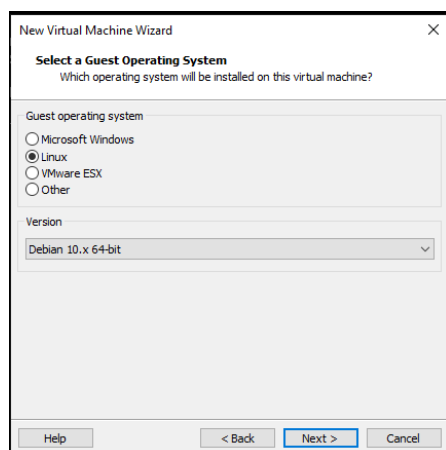 New Virtual Machine Wizard
Select a Guest Operating System
Which operating system will be installed on this virtual machine?
Guest operating system
Microsoft Windows
Linux
VMware ESX
Other
Version
Debian 10.x 64-bit
Help
< Back
Next >
Cancel